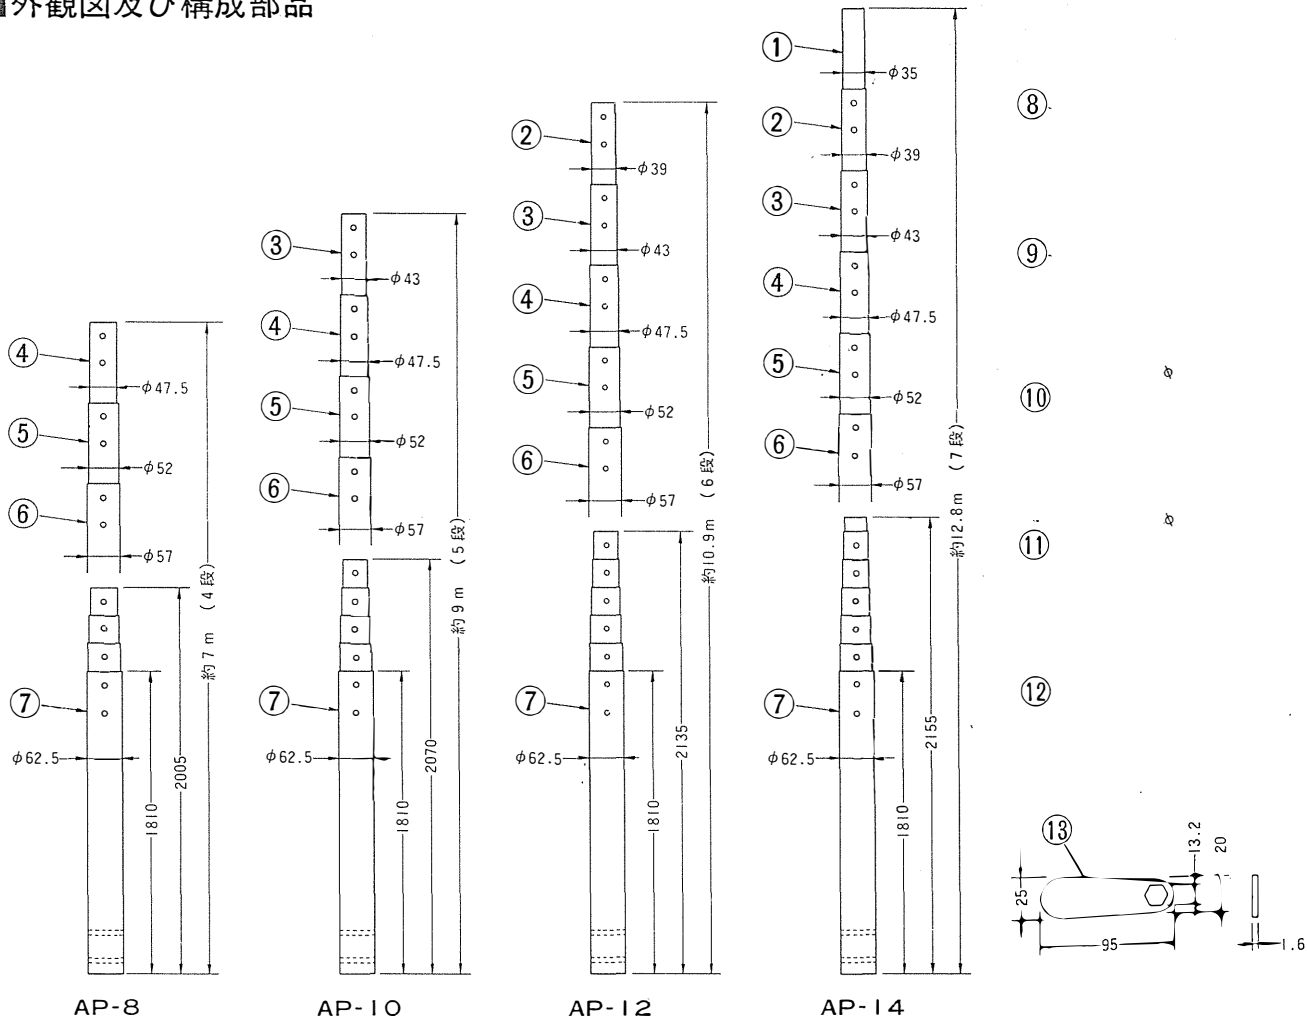 外観図及び構成部品
④
φ47.5
⑤
φ52
⑥
φ57
⑦
φ62.5
1810
2005
約7m (4段)
AP-8
③
φ43
④
φ47.5
⑤
φ52
⑥
φ57
⑦
φ62.5
1810
2070
約9m (5段)
AP-10
②
φ39
③
φ43
④
φ47.5
⑤
φ52
⑥
φ57
⑦
φ62.5
1810
2135
約10.9m (6段)
AP-12
①
φ35
②
φ39
③
φ43
④
φ47.5
⑤
φ52
⑥
φ57
⑦
φ62.5
1810
2155
約12.8m (7段)
AP-14
⑧
⑨
φ
⑩
φ
⑪
⑫
⑬
25
95
13.2
20
1.6